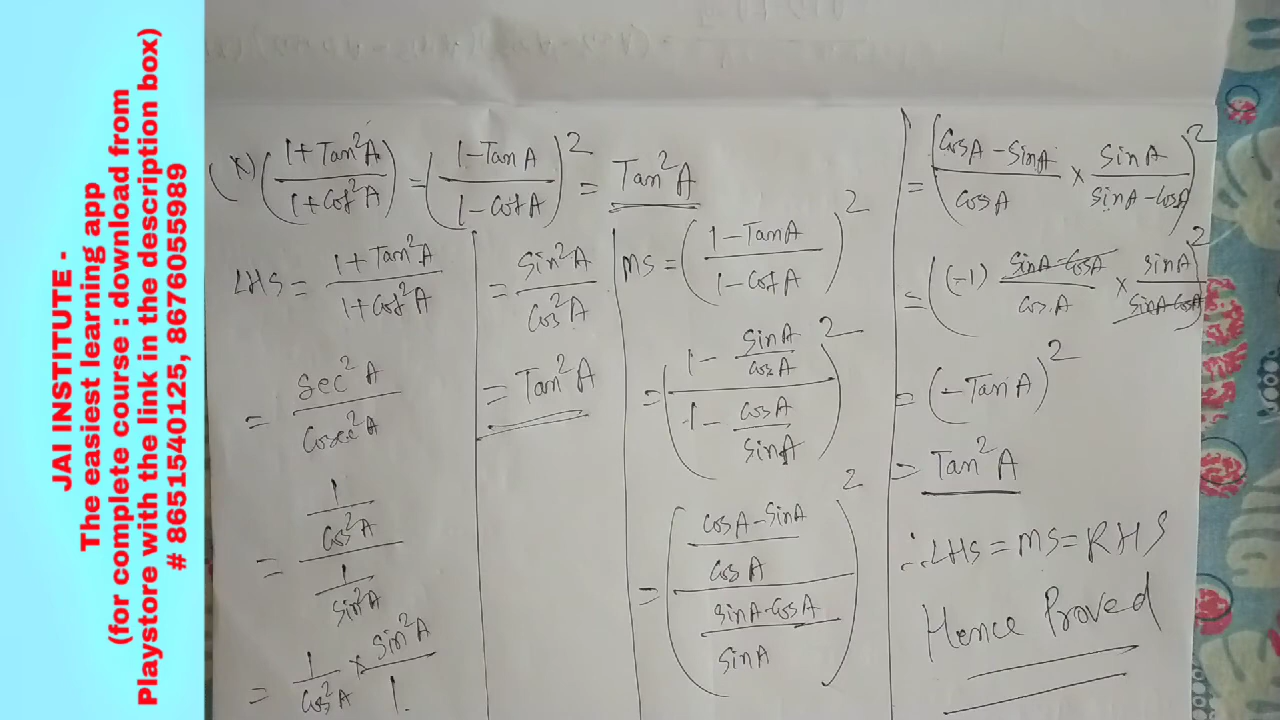 JAI INSTITUTE -
The easiest learning app
(for complete course : download from
Playstore with the link in the description box)
# 8651540125, 8676055989
(X) ((1+Tan²A)/(1+Cot²A)) = ((1-TanA)/(1-CotA))² = Tan²A
LHS = (1+Tan²A)/(1+Cot²A)
= Sec²A/Cosec²A
= (1/Cos²A)/(1/Sin²A)
= 1/Cos²A × Sin²A/1
= Sin²A/Cos²A
= Tan²A
MS = ((1-TanA)/(1-CotA))²
= ((1 - SinA/CosA)/(1 - CosA/SinA))²
= (((CosA-SinA)/CosA)/((SinA-CosA)/SinA))²
= ((CosA-SinA)/CosA × SinA/(SinA-CosA))²
= ((-1) (SinA-CosA)/CosA × SinA/(SinA-CosA))²
= (-TanA)²
= Tan²A
∴ LHS = MS = RHS
Hence Proved